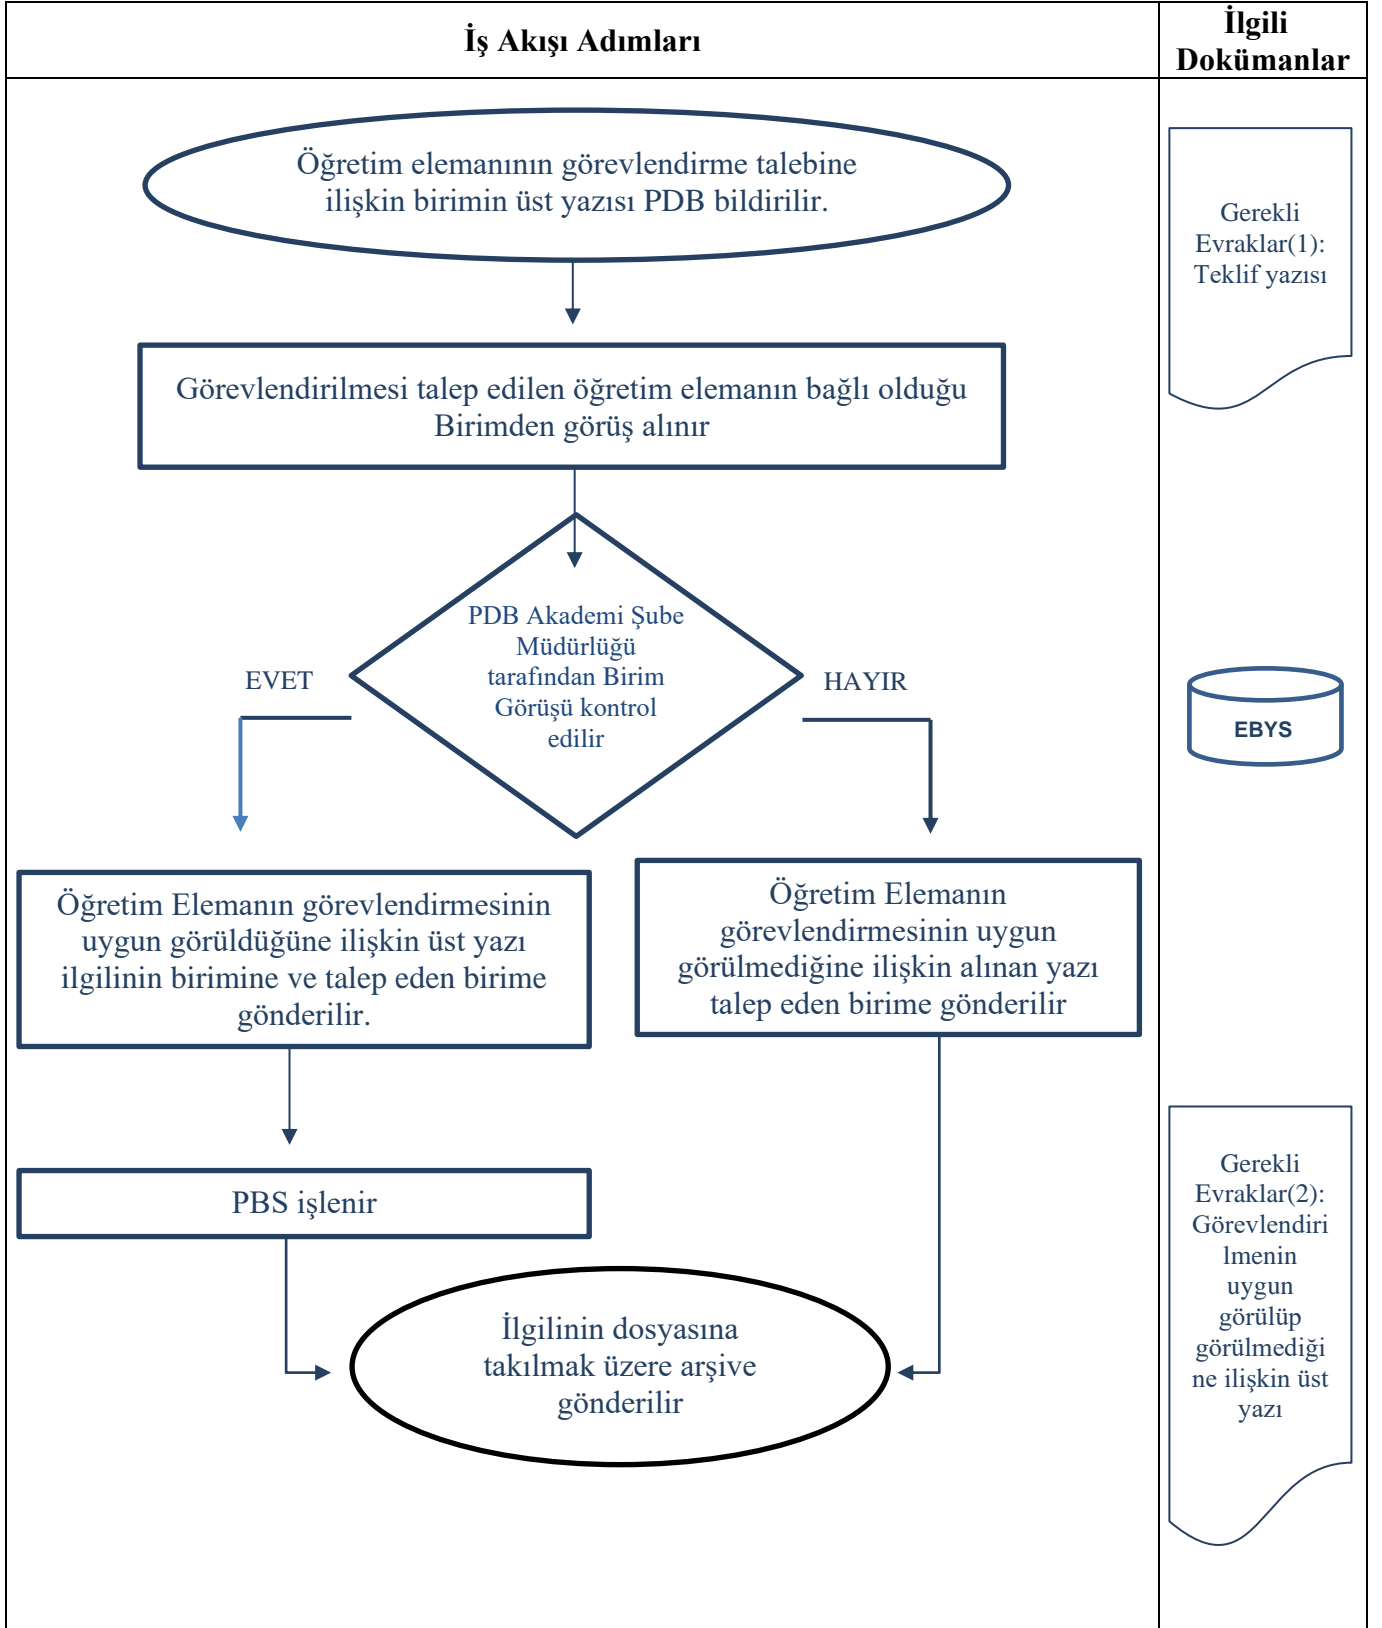 İş Akışı Adımları
İlgili
Dokümanlar
Öğretim elemanının görevlendirme talebine
ilişkin birimin üst yazısı PDB bildirilir.
Gerekli
Evraklar(1):
Teklif yazısı
Görevlendirilmesi talep edilen öğretim elemanın bağlı olduğu
Birimden görüş alınır
PDB Akademi Şube
Müdürlüğü
tarafından Birim
Görüşü kontrol
edilir
EVET
HAYIR
EBYS
Öğretim Elemanın görevlendirmesinin
uygun görüldüğüne ilişkin üst yazı
ilgilinin birimine ve talep eden birime
gönderilir.
Öğretim Elemanın
görevlendirmesinin uygun
görülmediğine ilişkin alınan yazı
talep eden birime gönderilir
PBS işlenir
Gerekli
Evraklar(2):
Görevlendiri
lmenin
uygun
görülüp
görülmediği
ne ilişkin üst
yazı
İlgilinin dosyasına
takılmak üzere arşive
gönderilir